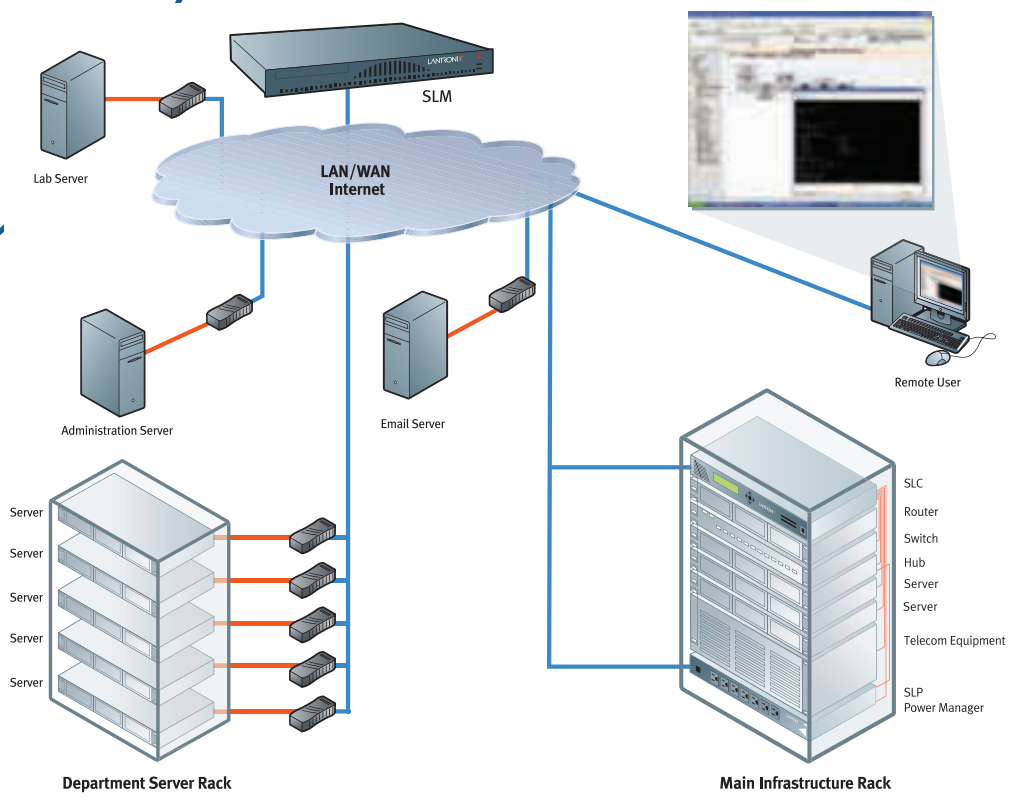 LANTRONIX
SLM
Lab Server
LAN/WAN
Internet
Remote User
Administration Server
Email Server
Server
Server
Server
Server
Server
SLC
Router
Switch
Hub
Server
Server
Telecom Equipment
SLP
Power Manager
Department Server Rack
Main Infrastructure Rack